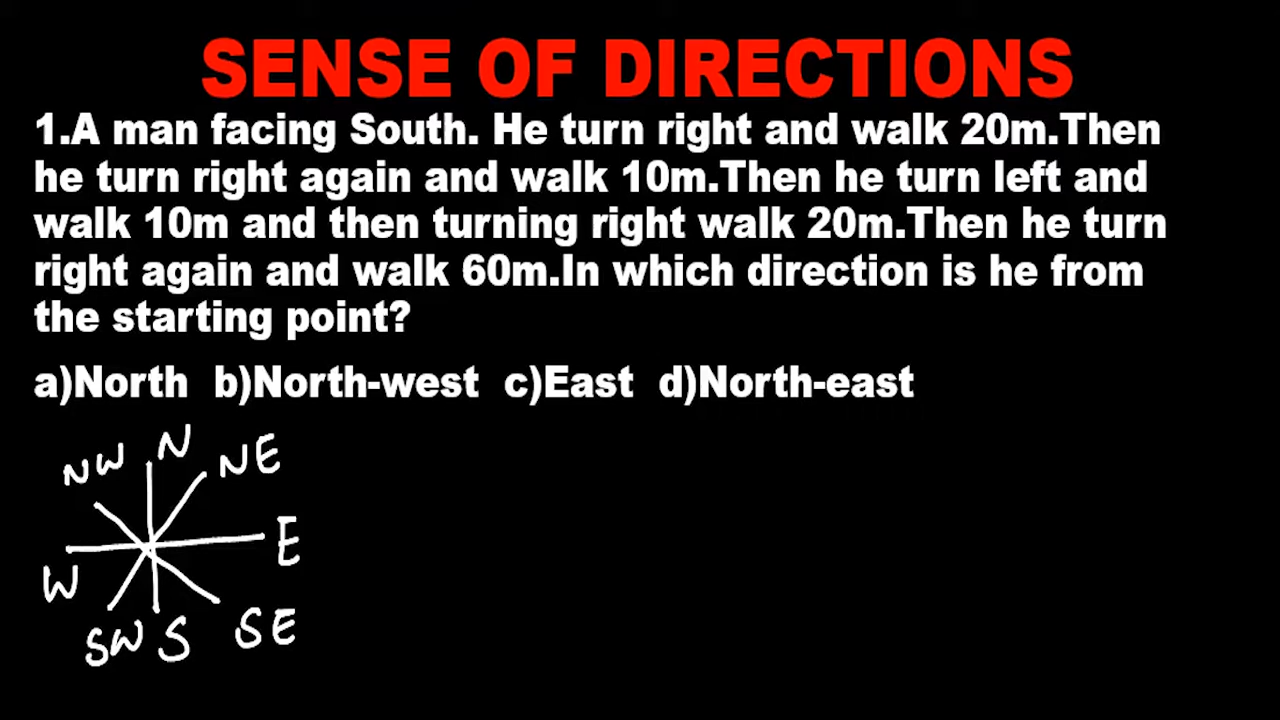 SENSE OF DIRECTIONS
1.A man facing South. He turn right and walk 20m.Then
he turn right again and walk 10m.Then he turn left and
walk 10m and then turning right walk 20m.Then he turn
right again and walk 60m.In which direction is he from
the starting point?
a)North b)North-west c)East d)North-east
NW N NE
W E
SW S SE